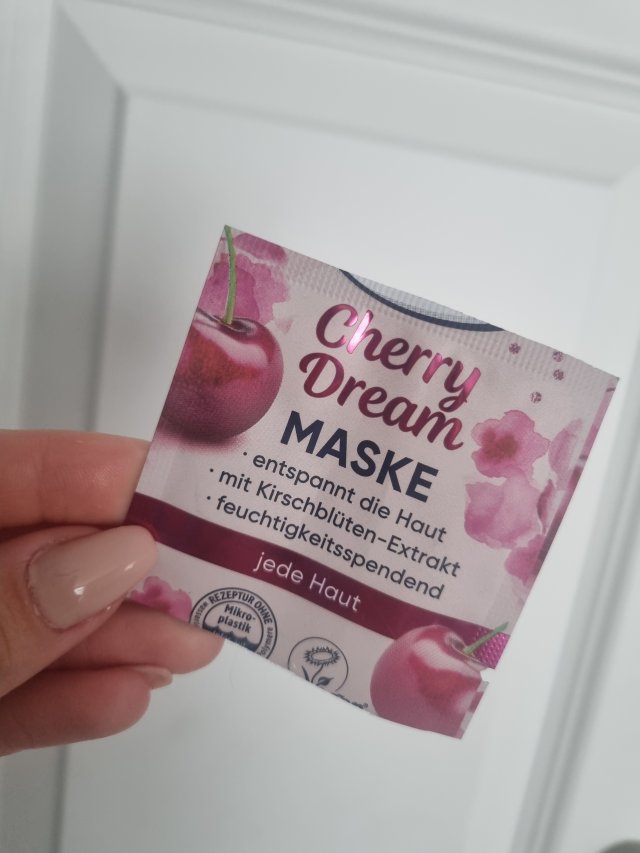 Cherry
Dream
MASKE
· entspannt die Haut
· mit Kirschblüten-Extrakt
· feuchtigkeitsspendend
jede Haut
REZEPTUR OHNE
Mikro-
plastik